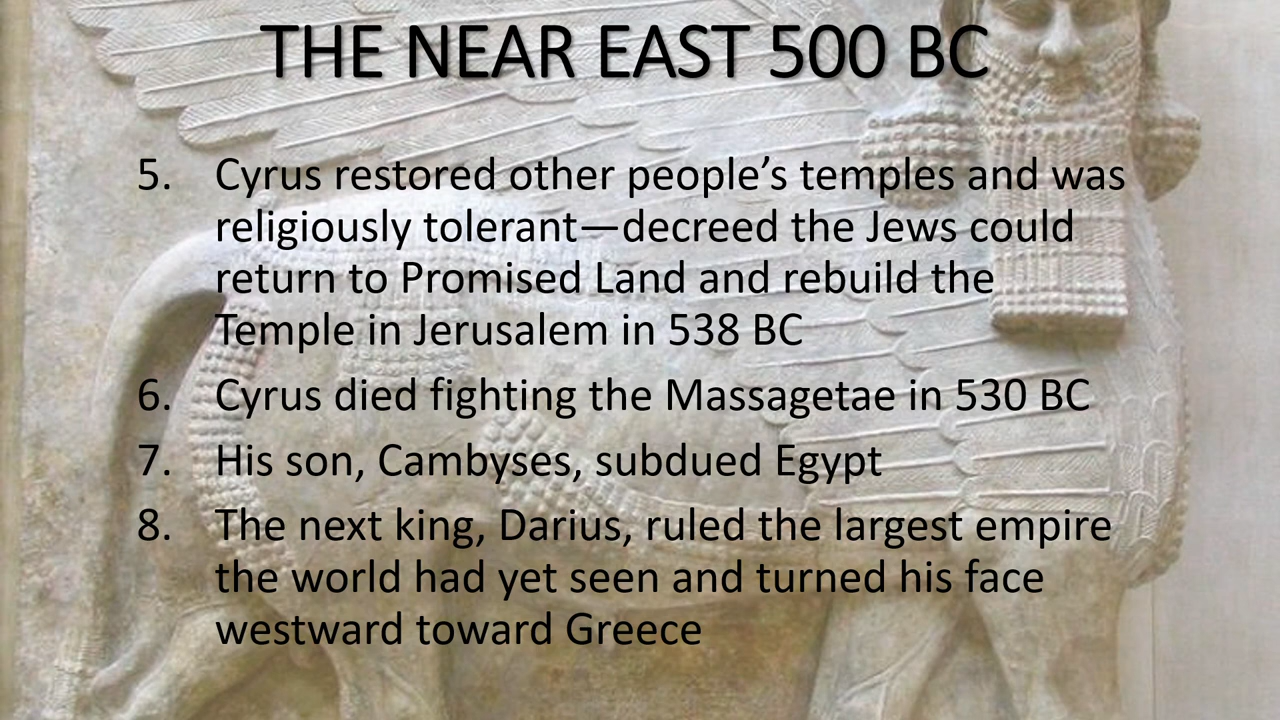 THE NEAR EAST 500 BC
5. Cyrus restored other people’s temples and was
religiously tolerant—decreed the Jews could
return to Promised Land and rebuild the
Temple in Jerusalem in 538 BC
6. Cyrus died fighting the Massagetae in 530 BC
7. His son, Cambyses, subdued Egypt
8. The next king, Darius, ruled the largest empire
the world had yet seen and turned his face
westward toward Greece